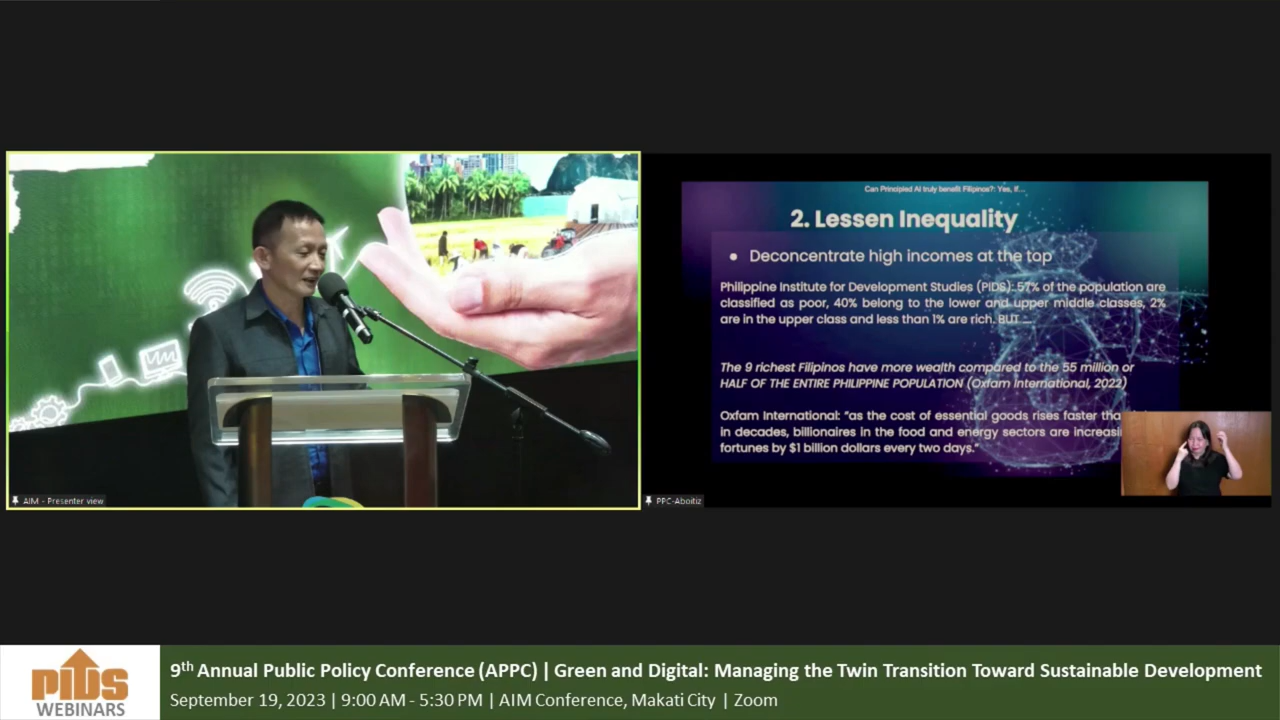 Can Principled AI truly benefit Filipinos?: Yes, if...
2. Lessen Inequality
• Deconcentrate high incomes at the top
Philippine Institute for Development Studies (PIDS): 57% of the population are
classified as poor, 40% belong to the lower and upper middle classes, 2%
are in the upper class and less than 1% are rich. BUT ....
The 9 richest Filipinos have more wealth compared to the 55 million or
HALF OF THE ENTIRE PHILIPPINE POPULATION (Oxfam International, 2022)
Oxfam International: “as the cost of essential goods rises faster
in decades, billionaires in the food and energy sectors are
fortunes by $1 billion dollars every two days.”
AIM - Presenter view
PPC-Aboitiz
PIDS
WEBINARS
9th Annual Public Policy Conference (APPC) | Green and Digital: Managing the Twin Transition Toward Sustainable Development
September 19, 2023 | 9:00 AM - 5:30 PM | AIM Conference, Makati City | Zoom